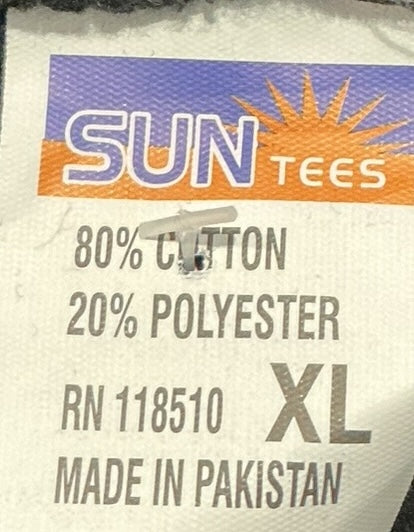 SUN TEES
80% COTTON
20% POLYESTER
RN 118510 XL
MADE IN PAKISTAN